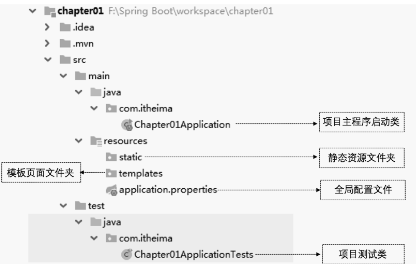 chapter01 F:\Spring Boot\workspace\chapter01
.idea
.mvn
src
main
java
com.itheima
Chapter01Application 项目主程序启动类
resources
static 静态资源文件夹
模板页面文件夹 templates
application.properties 全局配置文件
test
java
com.itheima
Chapter01ApplicationTests 项目测试类